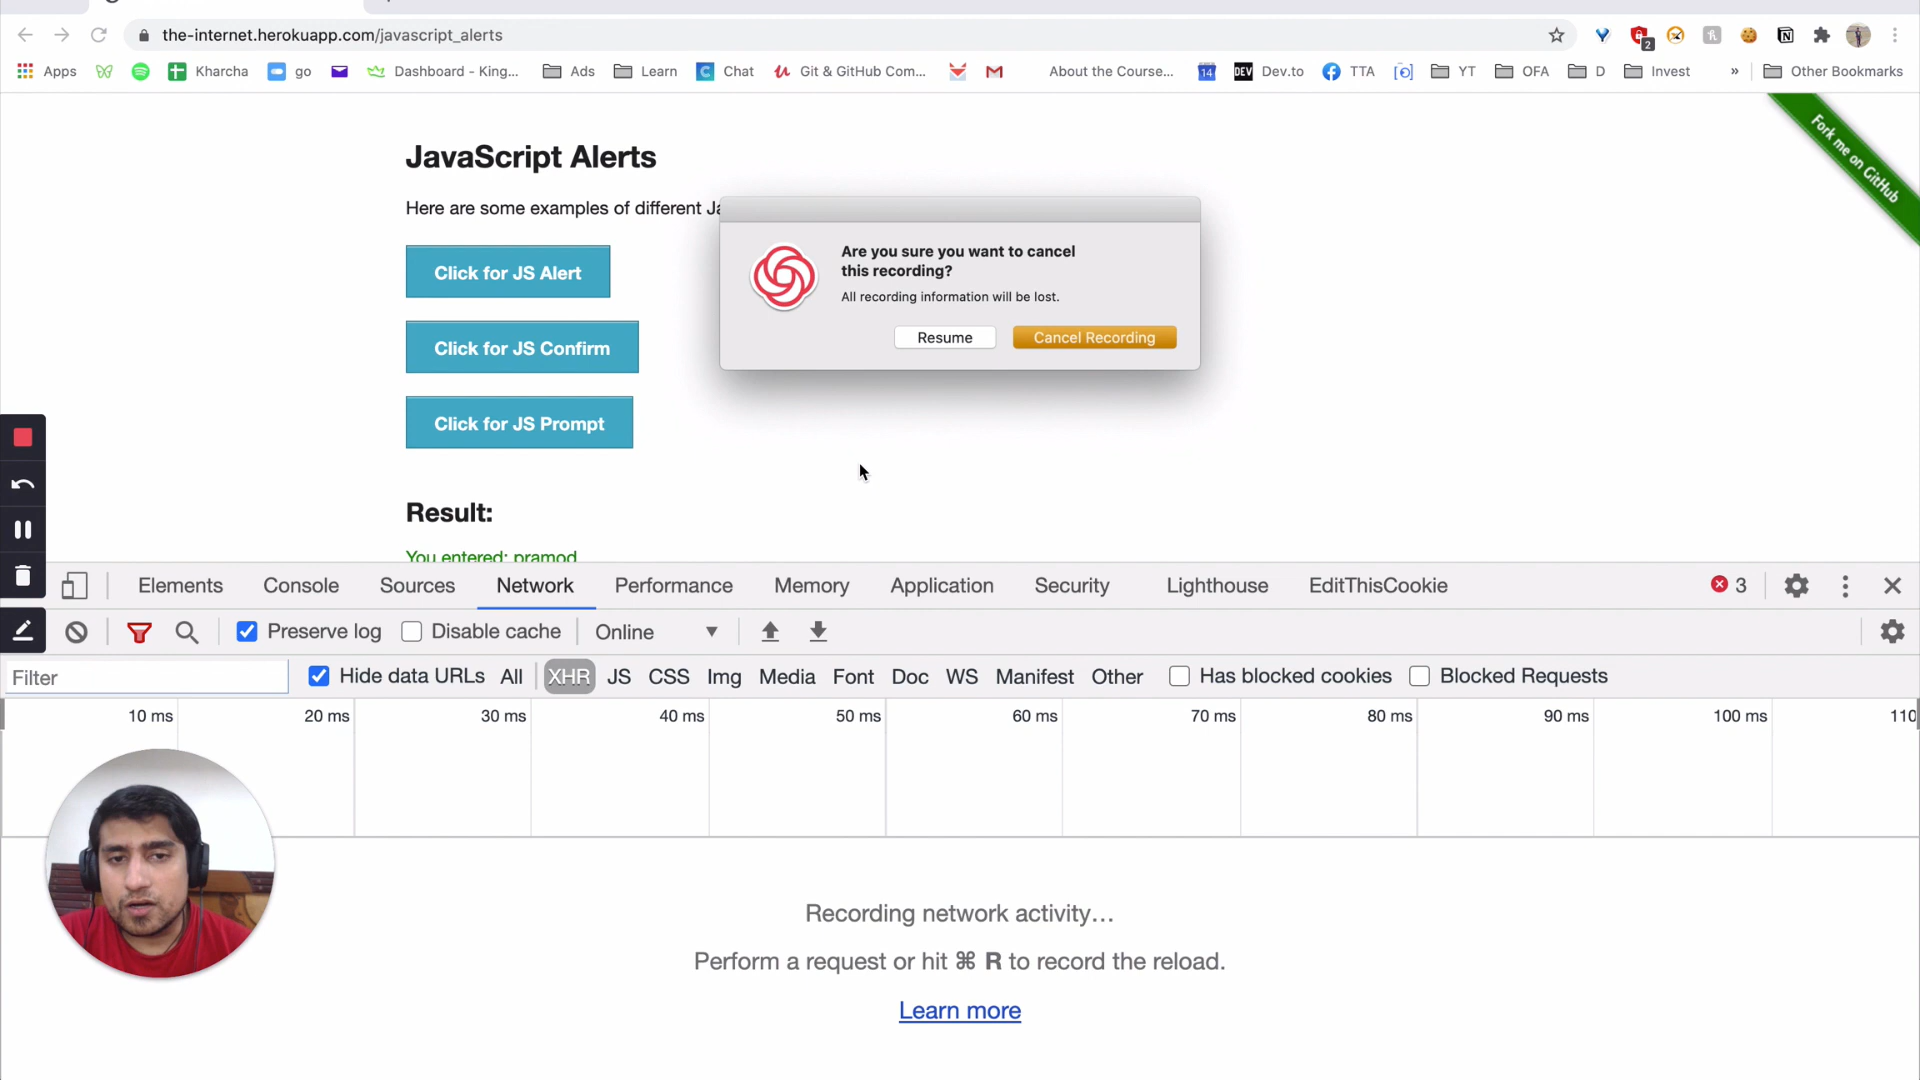 the-internet.herokuapp.com/javascript_alerts
2
Apps Kharcha go Dashboard - King... Ads Learn Chat Git & GitHub Com... About the Course... 14 DEV Dev.to TTA YT OFA D Invest » Other Bookmarks
Fork me on GitHub
JavaScript Alerts
Here are some examples of different Ja
Are you sure you want to cancel
this recording?
All recording information will be lost.
Resume Cancel Recording
Click for JS Alert
Click for JS Confirm
Click for JS Prompt
Result:
You entered: pramod
Elements Console Sources Network Performance Memory Application Security Lighthouse EditThisCookie 3
Preserve log Disable cache Online
Filter Hide data URLs All XHR JS CSS Img Media Font Doc WS Manifest Other Has blocked cookies Blocked Requests
10 ms 20 ms 30 ms 40 ms 50 ms 60 ms 70 ms 80 ms 90 ms 100 ms 110
Recording network activity…
Perform a request or hit ⌘ R to record the reload.
Learn more